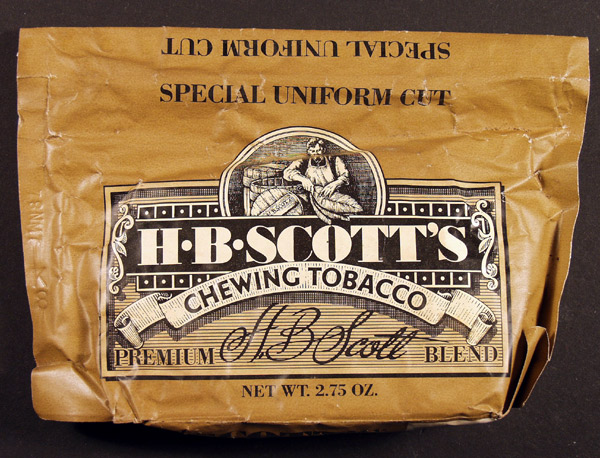 SPECIAL UNIFORM CUT
SPECIAL UNIFORM CUT
H·B·SCOTT'S
CHEWING TOBACCO
PREMIUM H.B Scott BLEND
NET WT. 2.75 OZ.